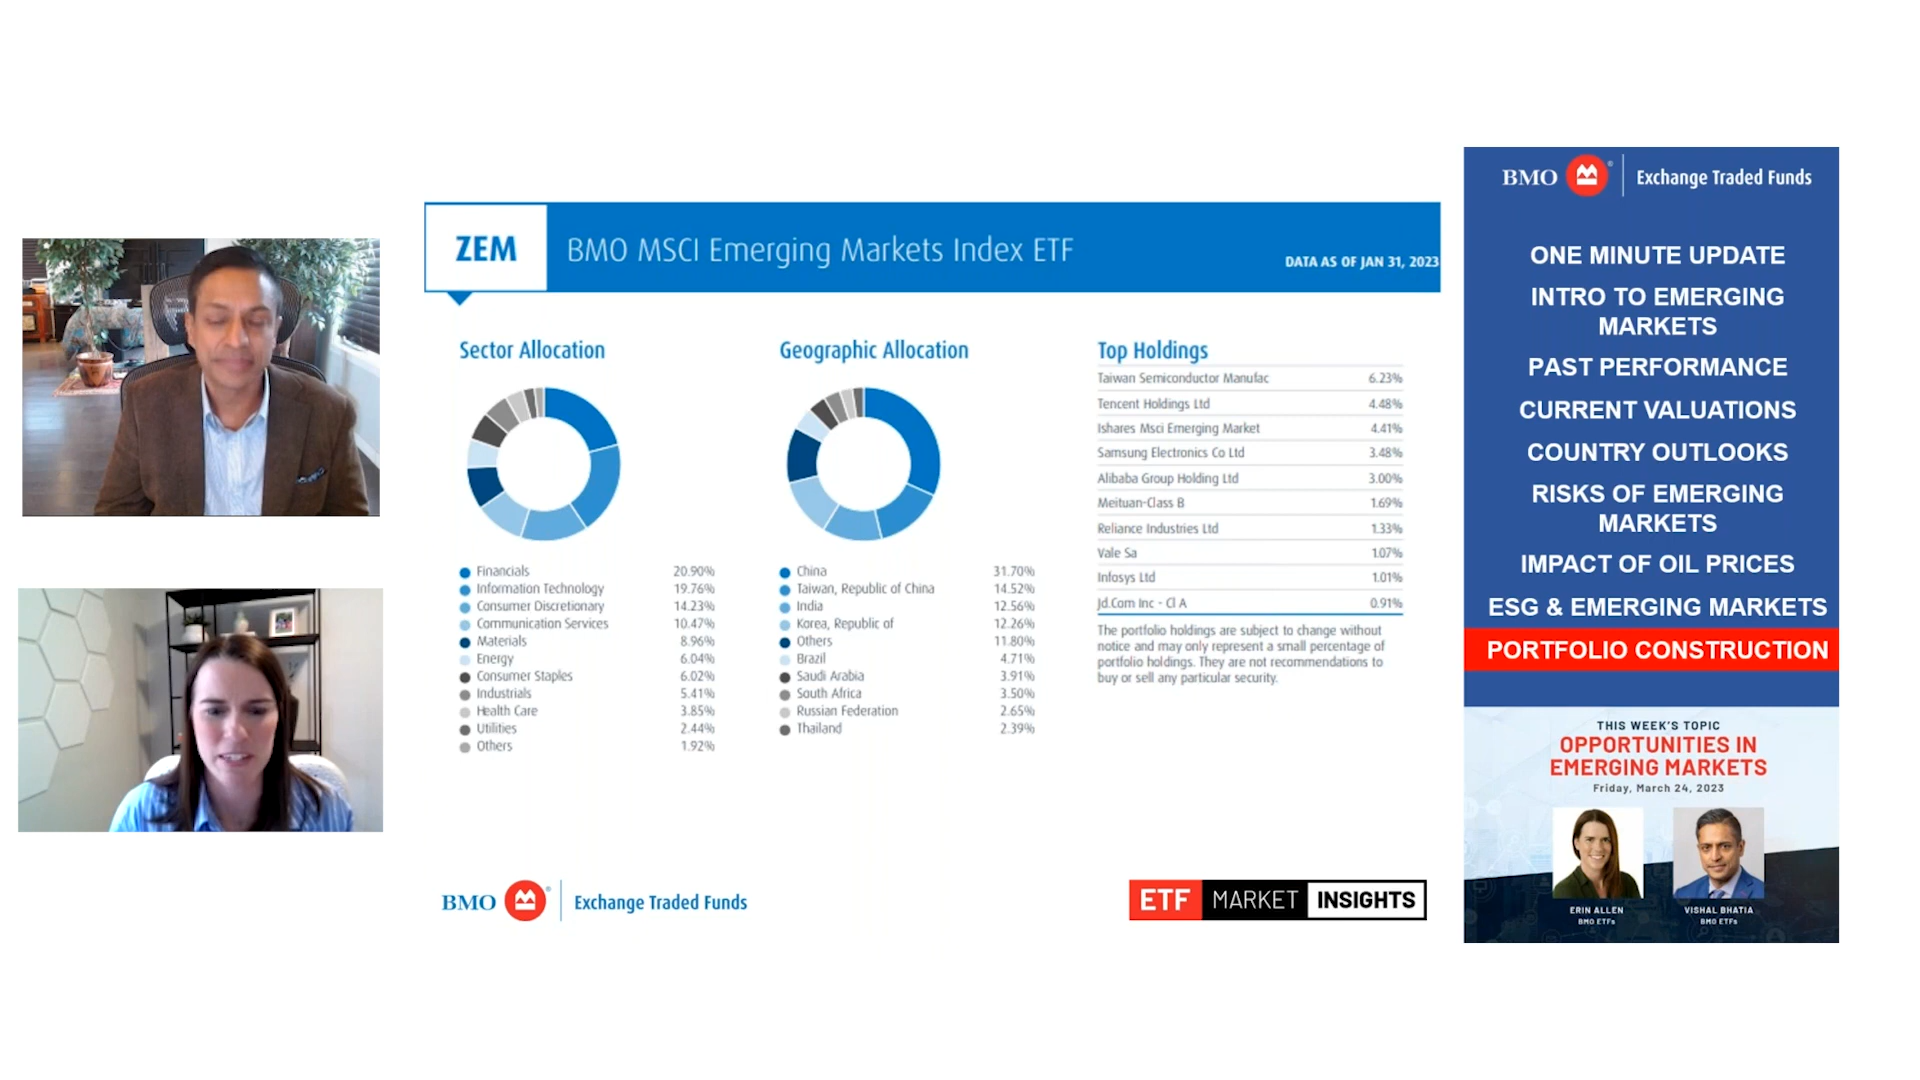 ZEM
BMO MSCI Emerging Markets Index ETF
DATA AS OF JAN 31, 2023
Sector Allocation
Financials 20.90%
Information Technology 19.76%
Consumer Discretionary 14.23%
Communication Services 10.47%
Materials 8.96%
Energy 6.04%
Consumer Staples 6.02%
Industrials 5.41%
Health Care 3.85%
Utilities 2.44%
Others 1.92%
Geographic Allocation
China 31.70%
Taiwan, Republic of China 14.52%
India 12.56%
Korea, Republic of 12.26%
Others 11.80%
Brazil 4.71%
Saudi Arabia 3.91%
South Africa 3.50%
Russian Federation 2.65%
Thailand 2.39%
Top Holdings
Taiwan Semiconductor Manufac 6.23%
Tencent Holdings Ltd 4.48%
Ishares Msci Emerging Market 4.41%
Samsung Electronics Co Ltd 3.48%
Alibaba Group Holding Ltd 3.00%
Meituan-Class B 1.69%
Reliance Industries Ltd 1.33%
Vale Sa 1.07%
Infosys Ltd 1.01%
Jd.Com Inc - Cl A 0.91%
The portfolio holdings are subject to change without
notice and may only represent a small percentage of
portfolio holdings. They are not recommendations to
buy or sell any particular security.
BMO ® Exchange Traded Funds
ETF MARKET INSIGHTS
BMO ® Exchange Traded Funds
ONE MINUTE UPDATE
INTRO TO EMERGING
MARKETS
PAST PERFORMANCE
CURRENT VALUATIONS
COUNTRY OUTLOOKS
RISKS OF EMERGING
MARKETS
IMPACT OF OIL PRICES
ESG & EMERGING MARKETS
PORTFOLIO CONSTRUCTION
THIS WEEK'S TOPIC
OPPORTUNITIES IN
EMERGING MARKETS
Friday, March 24, 2023
ERIN ALLEN
BMO ETFs
VISHAL BHATIA
BMO ETFs